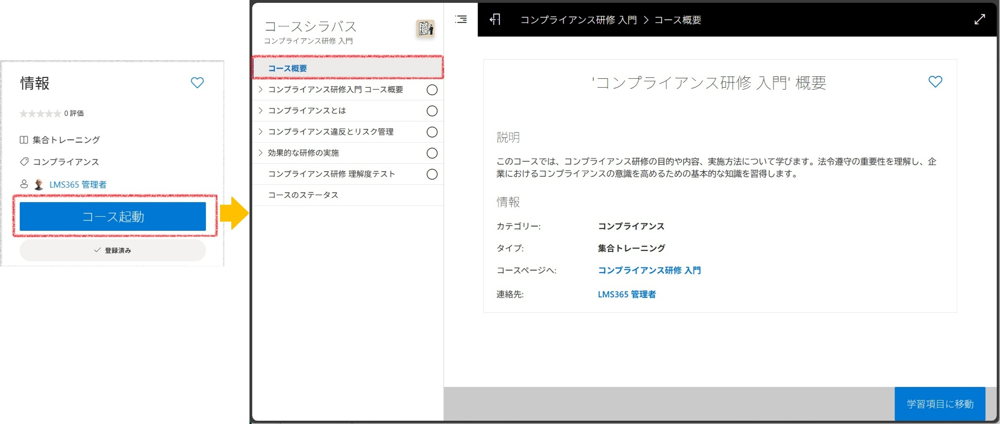 情報
0 評価
集合トレーニング
コンプライアンス
LMS365 管理者
コース起動
登録済み
コースシラバス
コンプライアンス研修 入門
コース概要
コンプライアンス研修入門 コース概要
コンプライアンスとは
コンプライアンス違反とリスク管理
効果的な研修の実施
コンプライアンス研修 理解度テスト
コースのステータス
コンプライアンス研修 入門 > コース概要
'コンプライアンス研修 入門' 概要
説明
このコースでは、コンプライアンス研修の目的や内容、実施方法について学びます。法令遵守の重要性を理解し、企
業におけるコンプライアンスの意識を高めるための基本的な知識を習得します。
情報
カテゴリー: コンプライアンス
タイプ: 集合トレーニング
コースページへ: コンプライアンス研修 入門
連絡先: LMS365 管理者
学習項目に移動